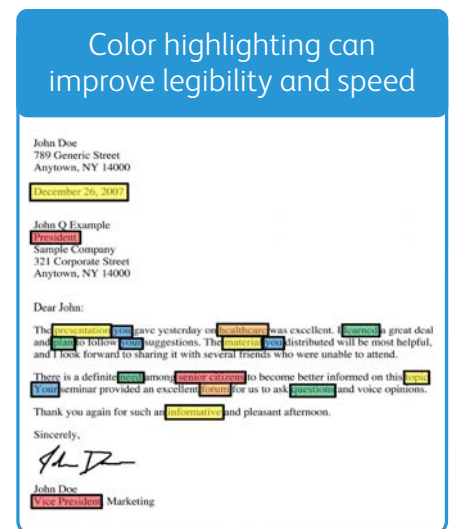 Color highlighting can
improve legibility and speed
John Doe
789 Generic Street
Anytown, NY 14000
December 26, 2007
John Q Example
President
Sample Company
321 Corporate Street
Anytown, NY 14000
Dear John:
The presentation you gave yesterday on healthcare was excellent. I learned a great deal
and plan to follow your suggestions. The material you distributed will be most helpful,
and I look forward to sharing it with several friends who were unable to attend.
There is a definite need among senior citizens to become better informed on this topic
Your seminar provided an excellent forum for us to ask questions and voice opinions.
Thank you again for such an informative and pleasant afternoon.
Sincerely,
John Doe
Vice President, Marketing